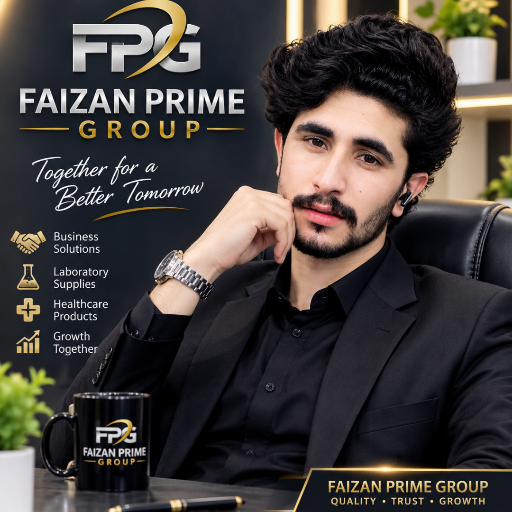 FPG
FAIZAN PRIME
GROUP
Together for a
Better Tomorrow
Business
Solutions
Laboratory
Supplies
Healthcare
Products
Growth
Together
FPG
FAIZAN PRIME
GROUP
FAIZAN PRIME GROUP
QUALITY • TRUST • GROWTH